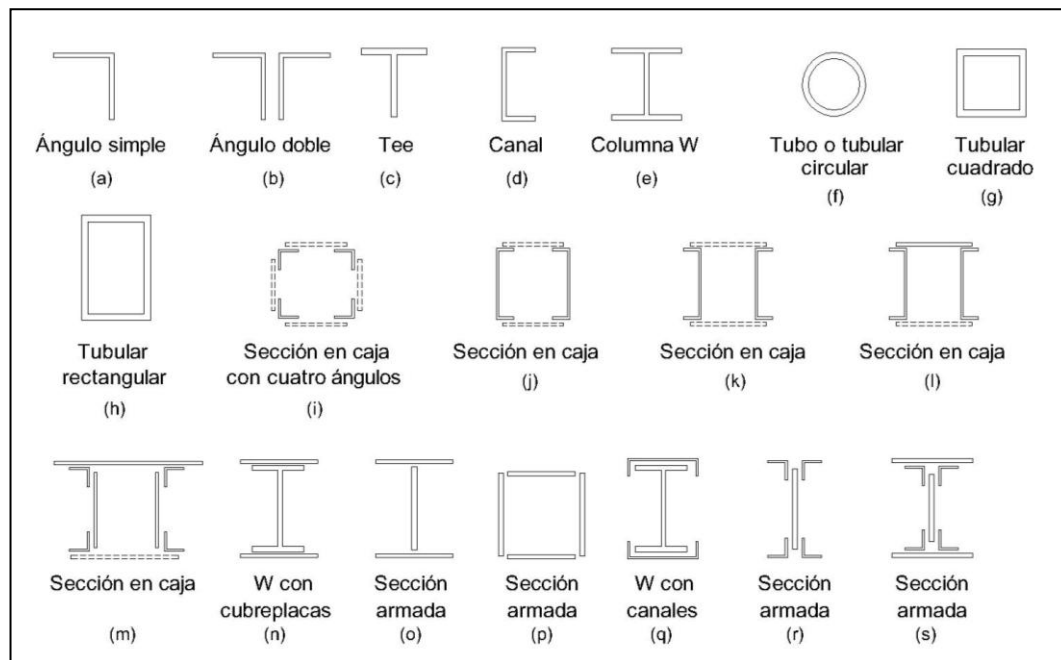 Ángulo simple
(a)
Ángulo doble
(b)
Tee
(c)
Canal
(d)
Columna W
(e)
Tubo o tubular
circular
(f)
Tubular
cuadrado
(g)
Tubular
rectangular
(h)
Sección en caja
con cuatro ángulos
(i)
Sección en caja
(j)
Sección en caja
(k)
Sección en caja
(l)
Sección en caja
(m)
W con
cubreplacas
(n)
Sección
armada
(o)
Sección
armada
(p)
W con
canales
(q)
Sección
armada
(r)
Sección
armada
(s)